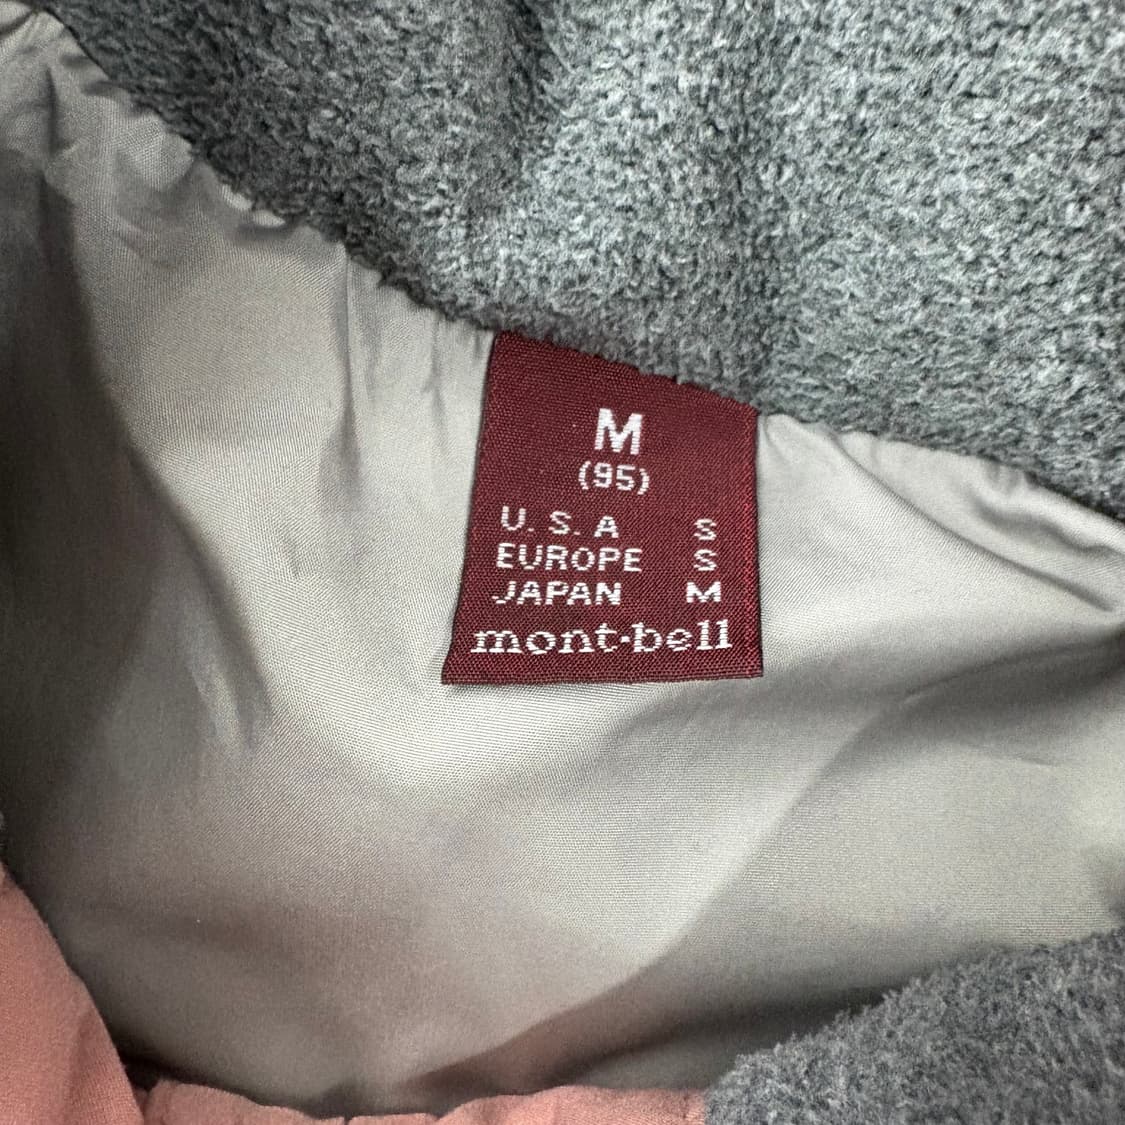 M
(95)
U.S.A S
EUROPE S
JAPAN M
mont-bell